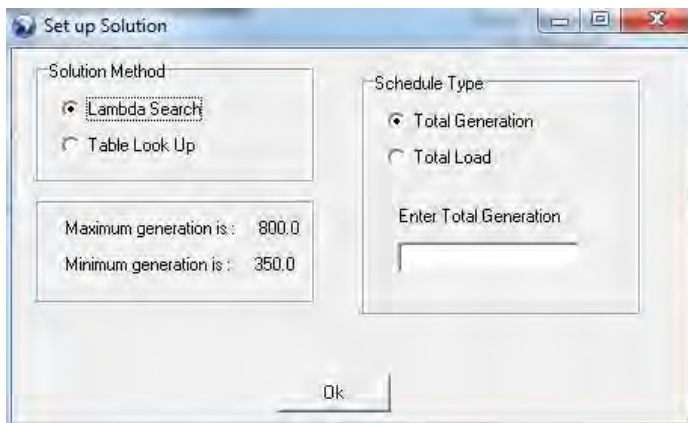 Set up Solution
Solution Method
Lambda Search
Table Look Up
Maximum generation is : 800.0
Minimum generation is : 350.0
Schedule Type
Total Generation
Total Load
Enter Total Generation
Ok